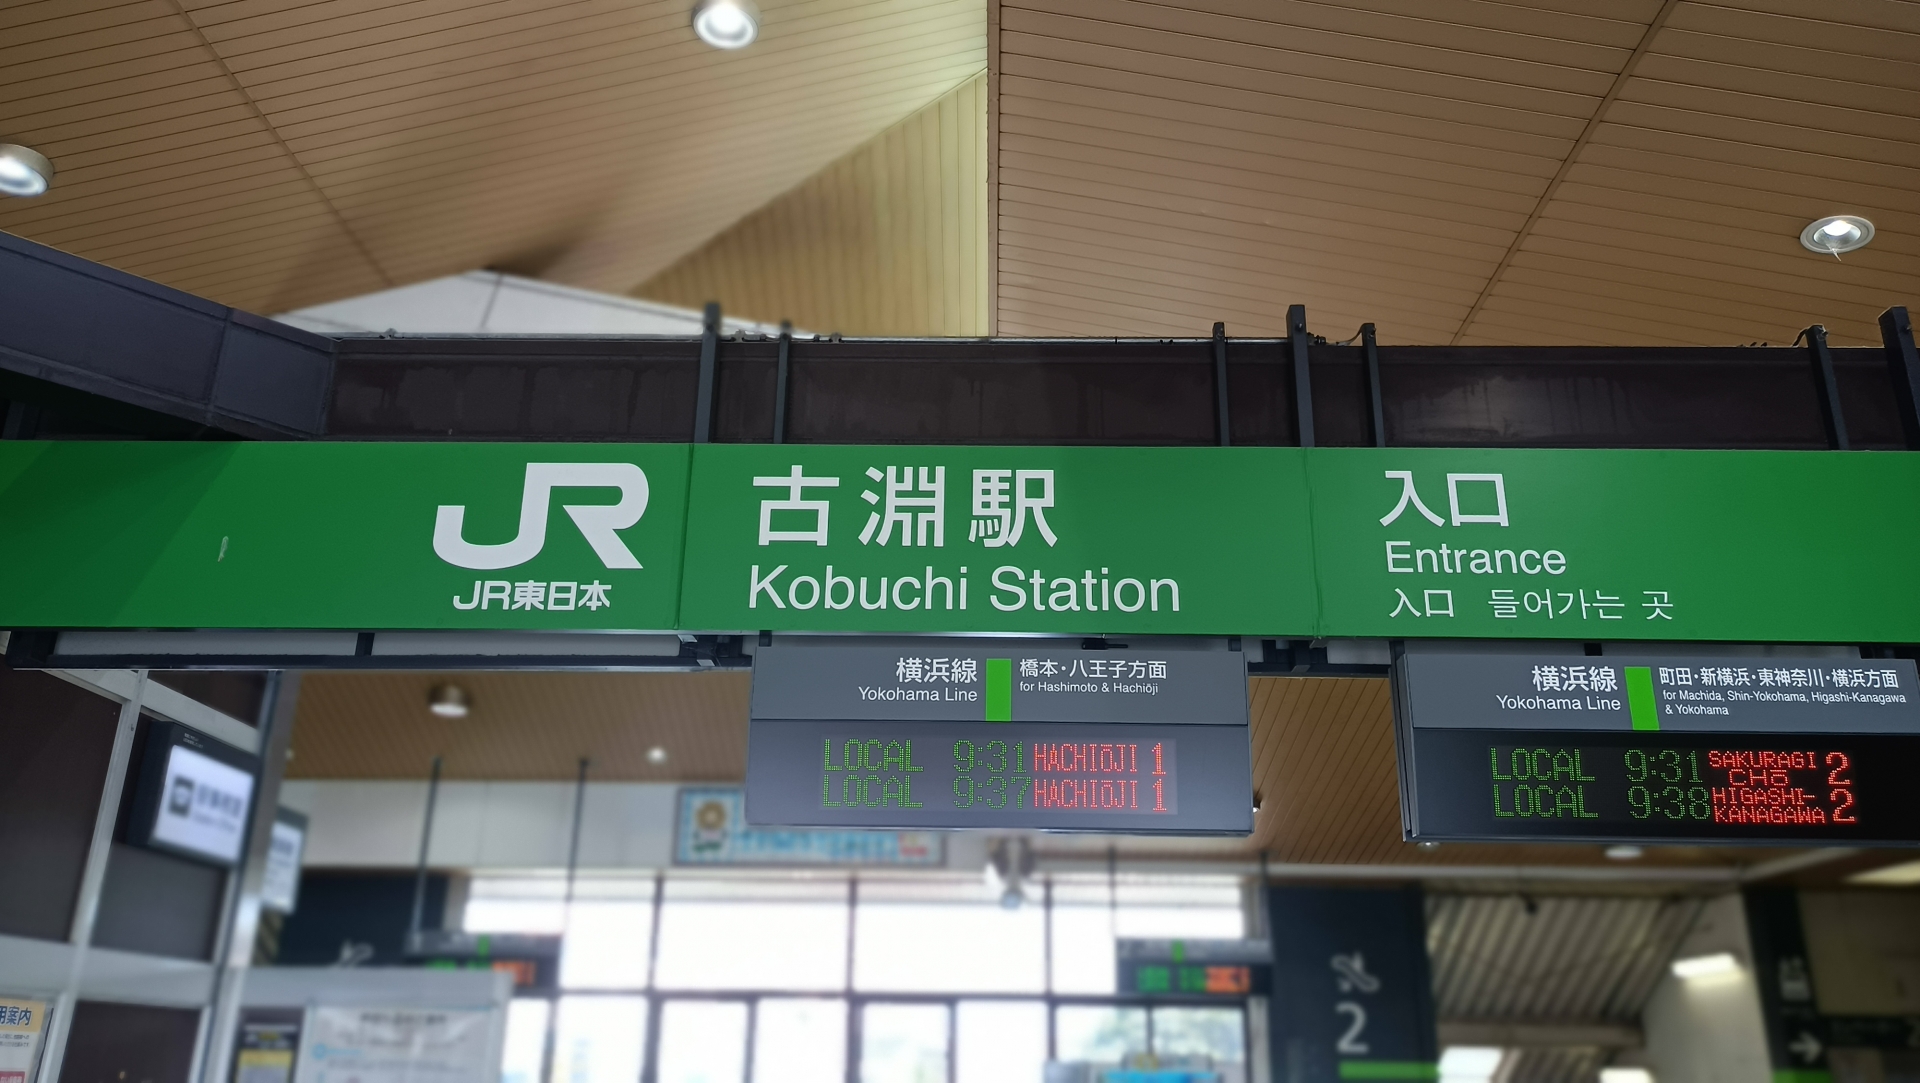 JR
JR東日本
古淵駅
Kobuchi Station
入口
Entrance
入口 들어가는 곳
横浜線
Yokohama Line
橋本・八王子方面
for Hashimoto & Hachiōji
LOCAL 9:31 HACHIŌJI 1
LOCAL 9:37 HACHIŌJI 1
横浜線
Yokohama Line
町田・新横浜・東神奈川・横浜方面
for Machida, Shin-Yokohama, Higashi-Kanagawa
& Yokohama
LOCAL 9:31 SAKURAGI CHŌ 2
LOCAL 9:38 HIGASHI-KANAGAWA 2
2
用案内